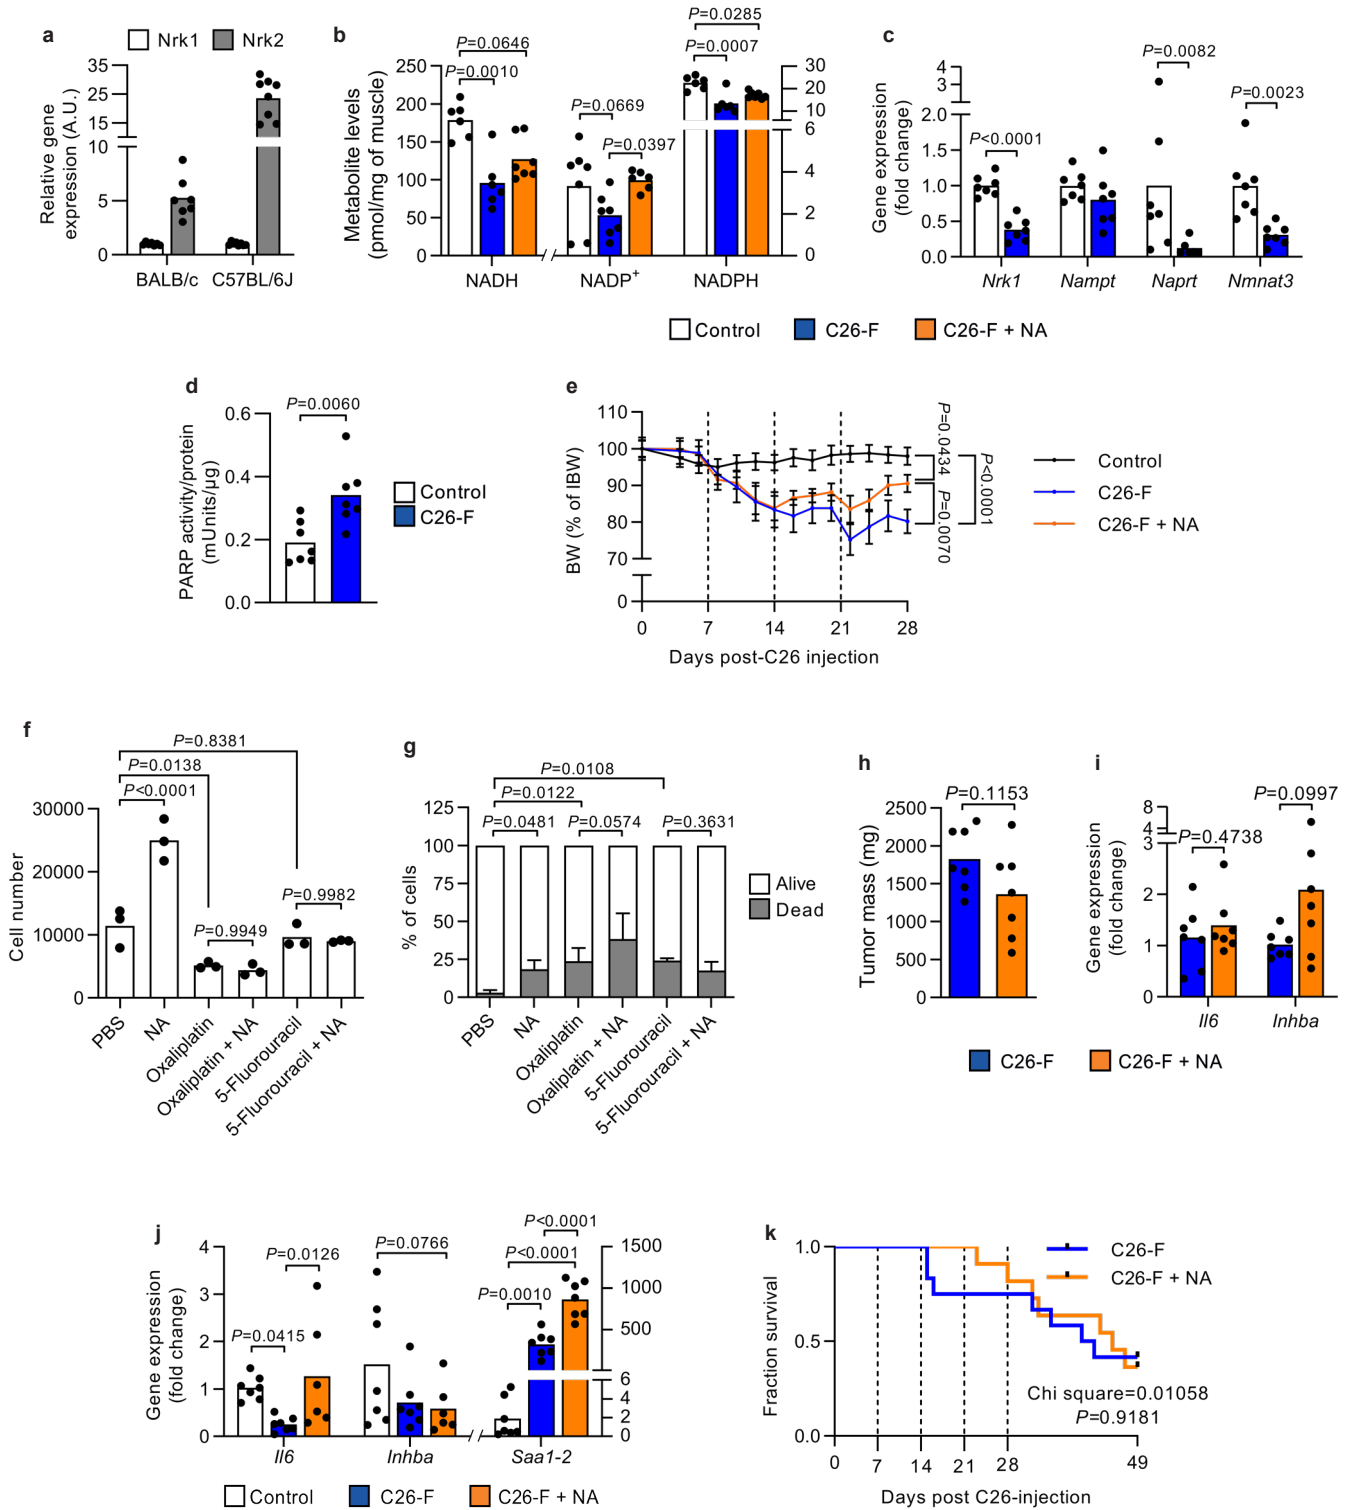 a
Nrk1
Nrk2
Relative gene
expression (A.U.)
35
25
15
10
5
0
BALB/c
C57BL/6J
b
Metabolite levels
(pmol/mg of muscle)
250
200
150
100
50
0
P=0.0646
P=0.0010
P=0.0669
P=0.0397
P=0.0285
P=0.0007
30
20
10
6
4
2
0
NADH
NADP+
NADPH
c
Gene expression
(fold change)
4
3
2.0
1.5
1.0
0.5
0.0
P<0.0001
P=0.0082
P=0.0023
Nrk1
Nampt
Naprt
Nmnat3
Control
C26-F
C26-F + NA
d
PARP activity/protein
(mUnits/µg)
0.6
0.4
0.2
0.0
P=0.0060
Control
C26-F
e
BW (% of IBW)
110
100
90
80
70
0
0
7
14
21
28
Days post-C26 injection
P=0.0434
P=0.0070
P<0.0001
Control
C26-F
C26-F + NA
f
Cell number
30000
20000
10000
0
P=0.8381
P=0.0138
P<0.0001
P=0.9949
P=0.9982
PBS
NA
Oxaliplatin
Oxaliplatin + NA
5-Fluorouracil
5-Fluorouracil + NA
g
% of cells
125
100
75
50
25
0
P=0.0108
P=0.0122
P=0.0481
P=0.0574
P=0.3631
Alive
Dead
PBS
NA
Oxaliplatin
Oxaliplatin + NA
5-Fluorouracil
5-Fluorouracil + NA
h
Tumor mass (mg)
2500
2000
1500
1000
500
0
P=0.1153
i
Gene expression
(fold change)
8
4
3
2
1
0
P=0.4738
P=0.0997
Il6
Inhba
C26-F
C26-F + NA
j
Gene expression
(fold change)
4
3
2
1
0
P=0.0415
P=0.0126
P=0.0766
P<0.0001
P<0.0001
P=0.0010
1500
1000
500
6
4
2
0
Il6
Inhba
Saa1-2
Control
C26-F
C26-F + NA
k
Fraction survival
1.0
0.5
0.0
C26-F
C26-F + NA
Chi square=0.01058
P=0.9181
0
7
14
21
28
49
Days post C26-injection